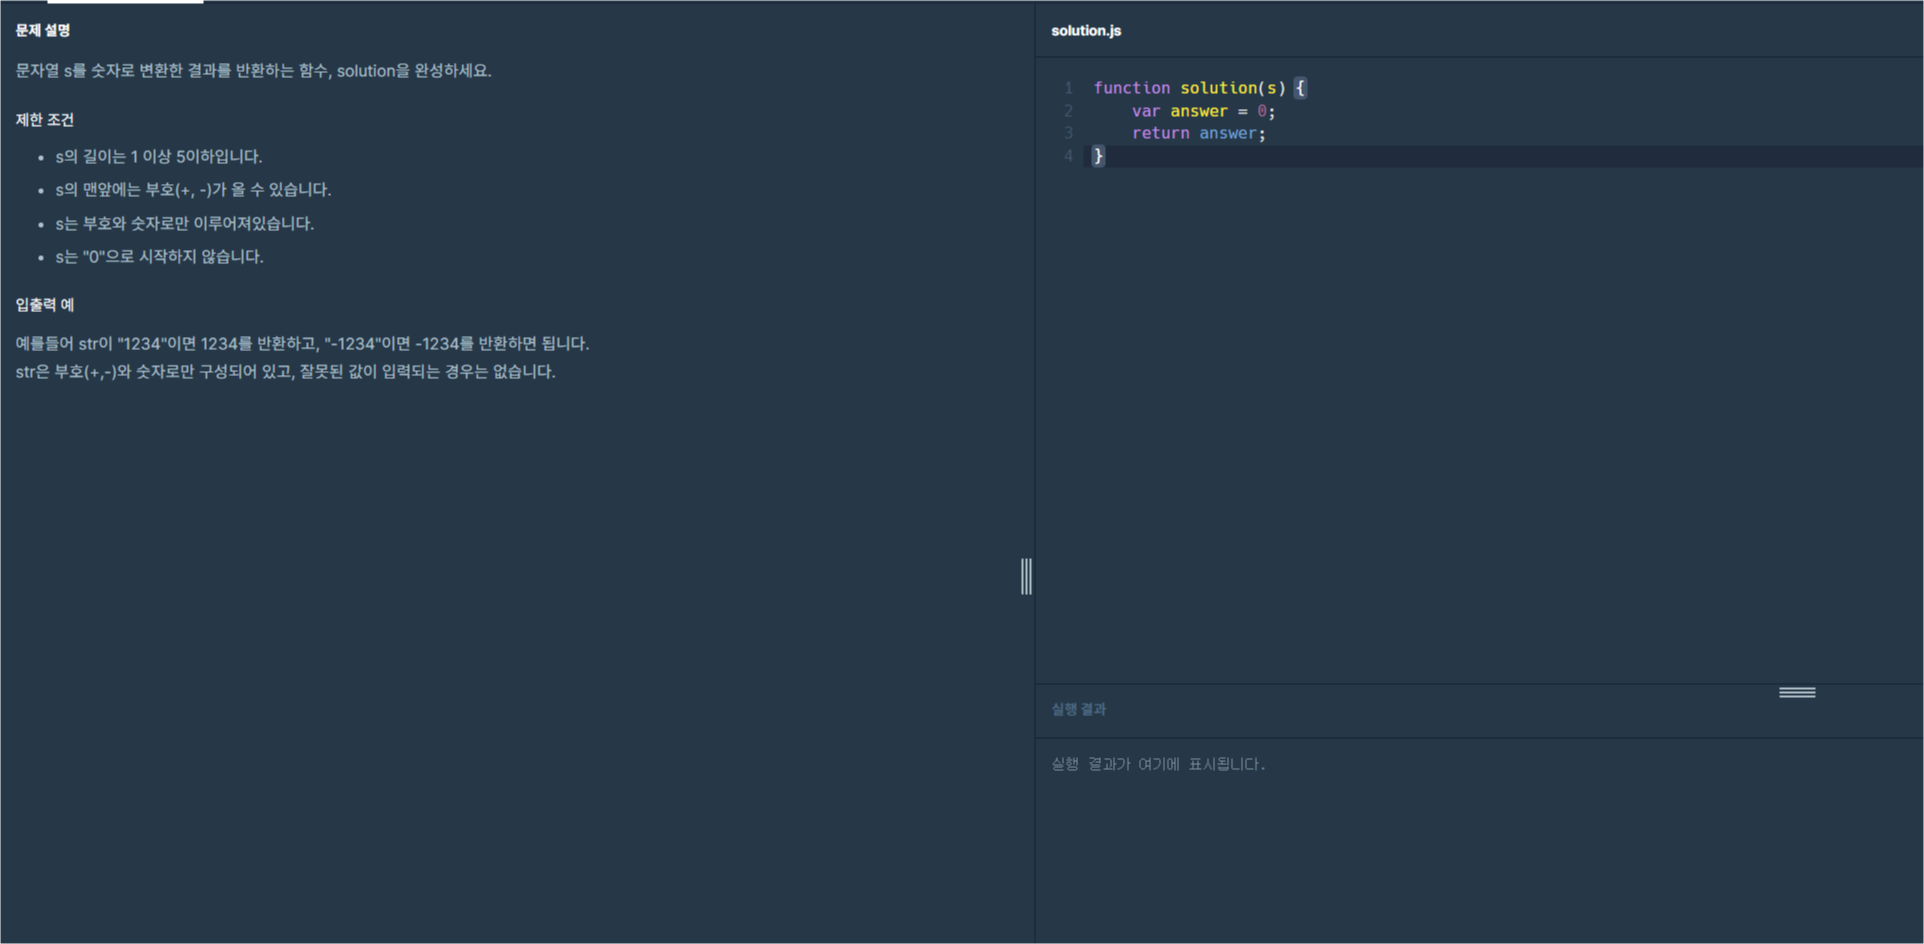 문제 설명
문자열 s를 숫자로 변환한 결과를 반환하는 함수, solution을 완성하세요.
제한 조건
• s의 길이는 1 이상 5이하입니다.
• s의 맨앞에는 부호(+, -)가 올 수 있습니다.
• s는 부호와 숫자로만 이루어져있습니다.
• s는 "0"으로 시작하지 않습니다.
입출력 예
예를들어 str이 "1234"이면 1234를 반환하고, "-1234"이면 -1234를 반환하면 됩니다.
str은 부호(+,-)와 숫자로만 구성되어 있고, 잘못된 값이 입력되는 경우는 없습니다.
solution.js
1 function solution(s) {
2     var answer = 0;
3     return answer;
4 }
실행 결과
실행 결과가 여기에 표시됩니다.